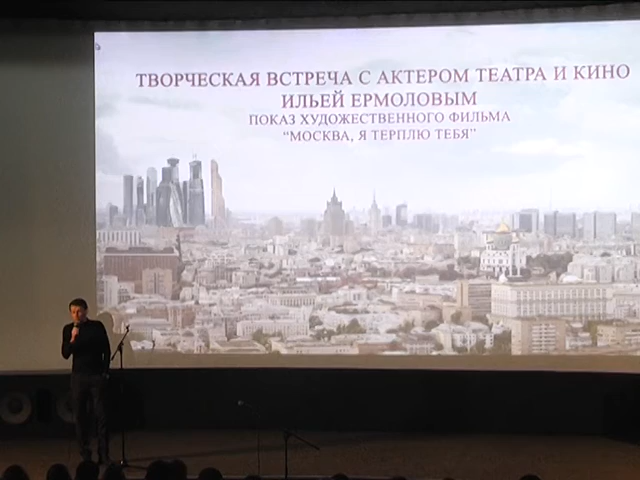 ТВОРЧЕСКАЯ ВСТРЕЧА С АКТЕРОМ ТЕАТРА И КИНО
ИЛЬЕЙ ЕРМОЛОВЫМ
ПОКАЗ ХУДОЖЕСТВЕННОГО ФИЛЬМА
“МОСКВА, Я ТЕРПЛЮ ТЕБЯ”